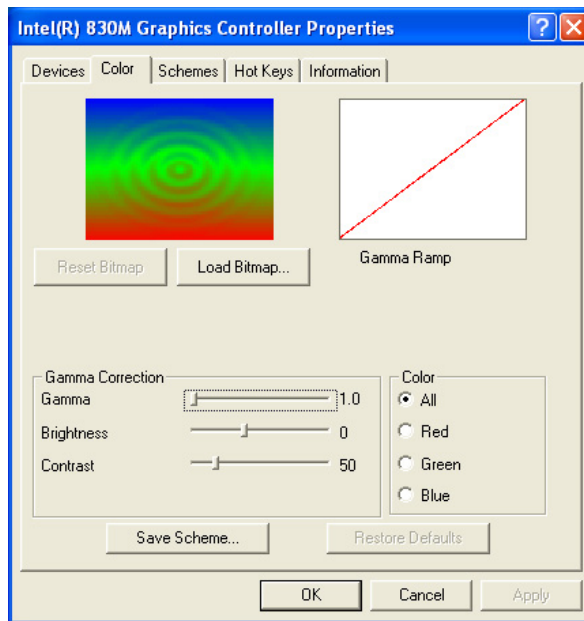 Intel(R) 830M Graphics Controller Properties
Devices Color Schemes Hot Keys Information
Gamma Ramp
Reset Bitmap Load Bitmap...
Gamma Correction
Gamma 1.0
Brightness 0
Contrast 50
Color
All
Red
Green
Blue
Save Scheme... Restore Defaults
OK Cancel Apply